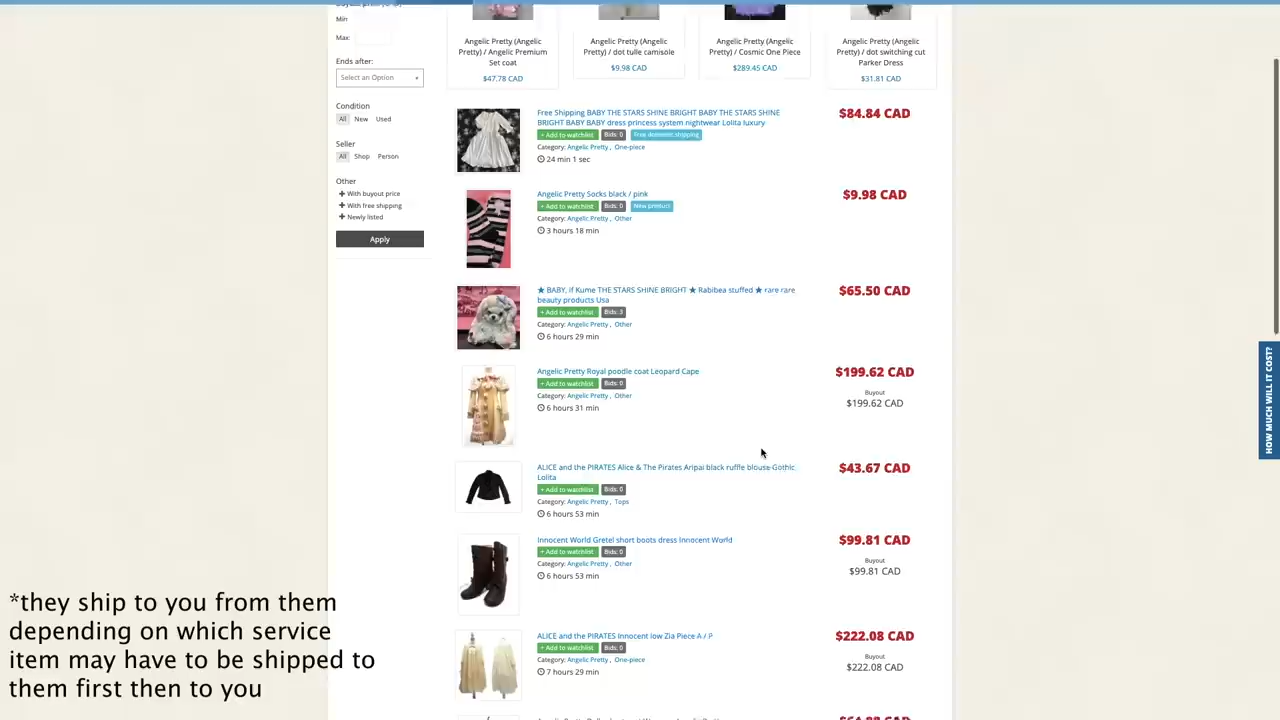 Min
Max:
Ends after:
Select an Option
Condition
All New Used
Seller
All Shop Person
Other
+ With buyout price
+ With free shipping
+ Newly listed
Apply
Angelic Pretty (Angelic
Pretty) / Angelic Premium
Set coat
$47.78 CAD
Angelic Pretty (Angelic
Pretty) / dot tulle camisole
$9.98 CAD
Angelic Pretty (Angelic
Pretty) / Cosmic One Piece
$289.45 CAD
Angelic Pretty (Angelic
Pretty) / dot switching cut
Parker Dress
$31.81 CAD
Free Shipping BABY THE STARS SHINE BRIGHT BABY THE STARS SHINE
BRIGHT BABY BABY dress princess system nightwear Lolita luxury
$84.84 CAD
+ Add to watchlist Bids: 0 Free domestic shipping
Category: Angelic Pretty , One-piece
24 min 1 sec
Angelic Pretty Socks black / pink
$9.98 CAD
+ Add to watchlist Bids: 0 New product
Category: Angelic Pretty , Other
3 hours 18 min
★ BABY, if Kume THE STARS SHINE BRIGHT ★ Rabibea stuffed ★ rare rare
beauty products Usa
$65.50 CAD
+ Add to watchlist Bids: 3
Category: Angelic Pretty , Other
6 hours 29 min
Angelic Pretty Royal poodle coat Leopard Cape
$199.62 CAD
+ Add to watchlist Bids: 0
Buyout
Category: Angelic Pretty , Other
$199.62 CAD
6 hours 31 min
ALICE and the PIRATES Alice & The Pirates Aripai black ruffle blouse Gothic
Lolita
$43.67 CAD
+ Add to watchlist Bids: 0
Category: Angelic Pretty , Tops
6 hours 53 min
Innocent World Gretel short boots dress Innocent World
$99.81 CAD
+ Add to watchlist Bids: 0
Buyout
Category: Angelic Pretty , Other
$99.81 CAD
6 hours 53 min
ALICE and the PIRATES Innocent low Zia Piece A / P
$222.08 CAD
+ Add to watchlist Bids: 0
Buyout
Category: Angelic Pretty , One-piece
$222.08 CAD
7 hours 29 min
HOW MUCH WILL IT COST?
*they ship to you from them
depending on which service
item may have to be shipped to
them first then to you